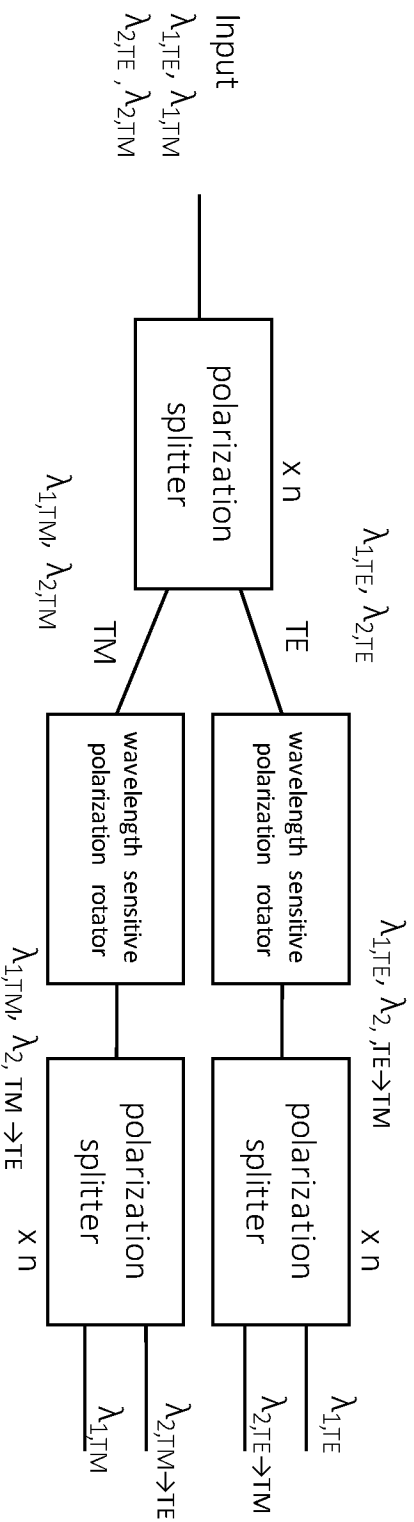 Input
λ1,TE, λ1,TM
λ2,TE , λ2,TM
x n
polarization
splitter
λ1,TE, λ2,TE
TE
TM
λ1,TM, λ2,TM
wavelength sensitive
polarization rotator
wavelength sensitive
polarization rotator
λ1,TE, λ2, ,TE→TM
λ1,TM, λ2, TM →TE
x n
polarization
splitter
polarization
splitter
x n
λ1,TE
λ2,TE→TM
λ2,TM→TE
λ1,TM